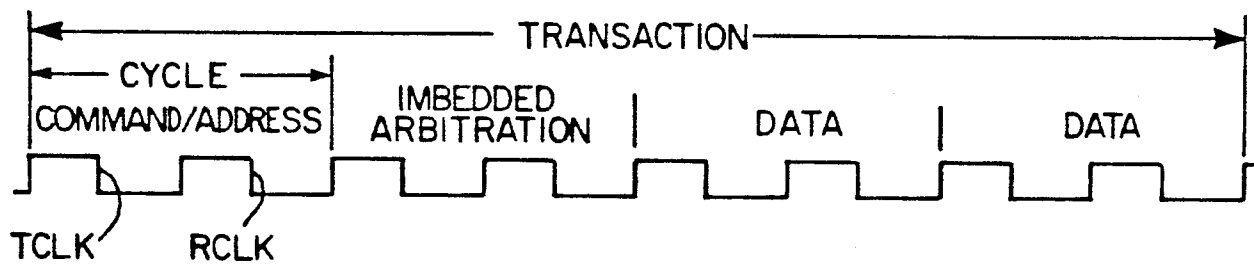 TRANSACTION
CYCLE
COMMAND/ADDRESS
IMBEDDED
ARBITRATION
DATA
DATA
TCLK
RCLK